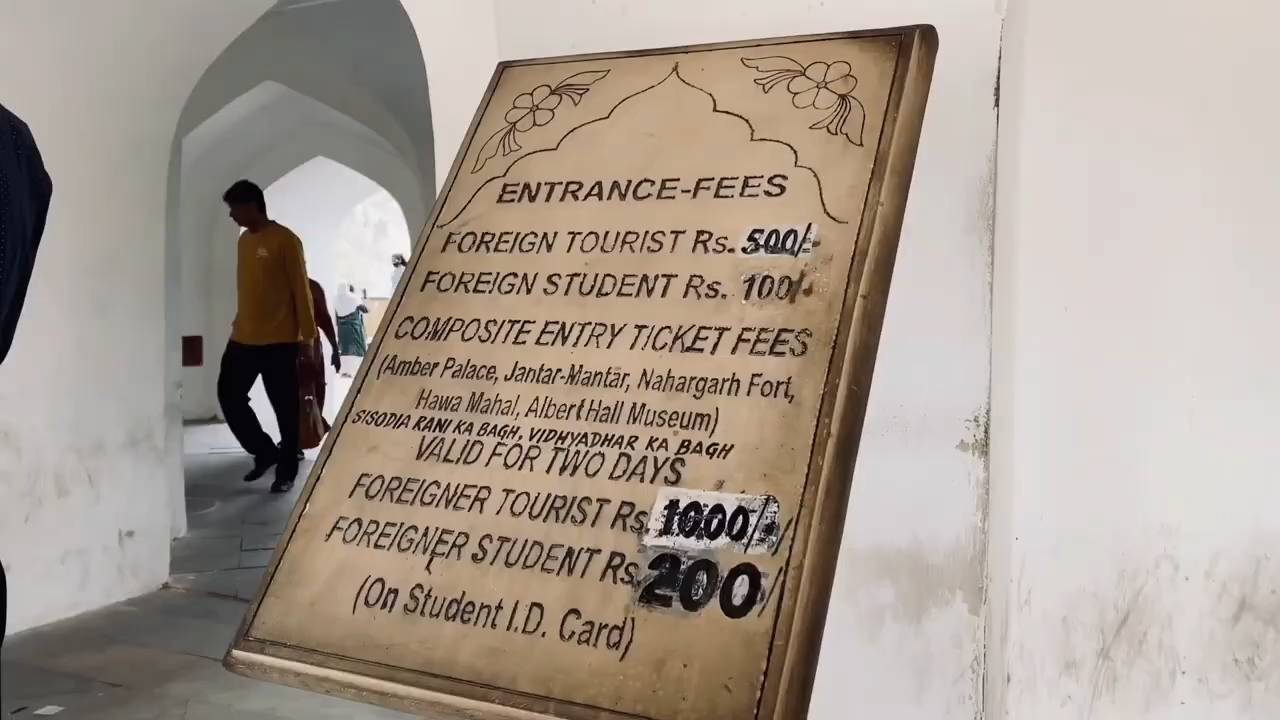 ENTRANCE-FEES
FOREIGN TOURIST Rs. 500/-
FOREIGN STUDENT Rs. 100/-
COMPOSITE ENTRY TICKET FEES
(Amber Palace, Jantar-Mantar, Nahargarh Fort,
Hawa Mahal, Albert Hall Museum)
SISODIA RANI KA BAGH, VIDHYADHAR KA BAGH
VALID FOR TWO DAYS
FOREIGNER TOURIST Rs. 1000/-
FOREIGNER STUDENT Rs. 200/
(On Student I.D. Card)